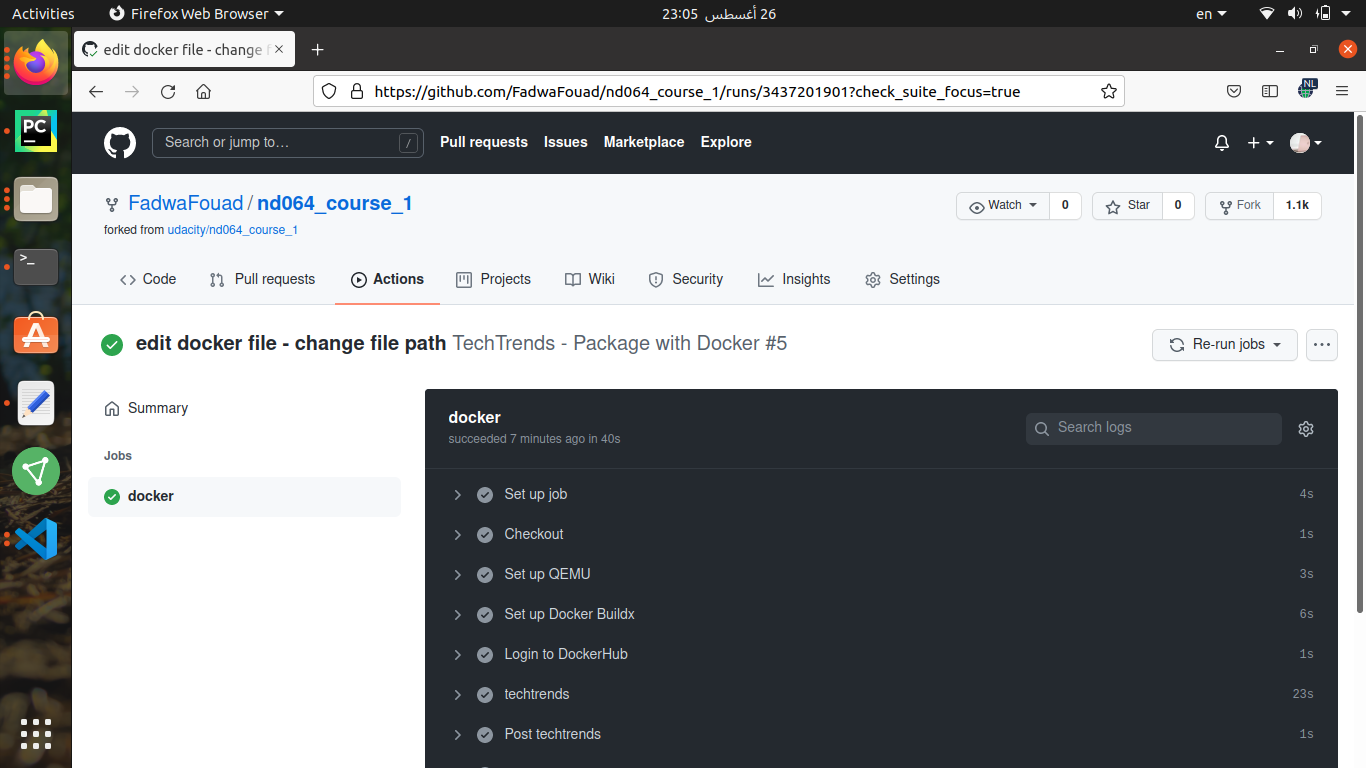 Activities Firefox Web Browser 26 أغسطس 23:05 en
edit docker file - change f
https://github.com/FadwaFouad/nd064_course_1/runs/3437201901?check_suite_focus=true NL
PC
Search or jump to… / Pull requests Issues Marketplace Explore
FadwaFouad / nd064_course_1 Watch 0 Star 0 Fork 1.1k
forked from udacity/nd064_course_1
Code Pull requests Actions Projects Wiki Security Insights Settings
edit docker file - change file path TechTrends - Package with Docker #5 Re-run jobs
Summary
Jobs
docker
docker
succeeded 7 minutes ago in 40s
Search logs
Set up job 4s
Checkout 1s
Set up QEMU 3s
Set up Docker Buildx 6s
Login to DockerHub 1s
techtrends 23s
Post techtrends 1s